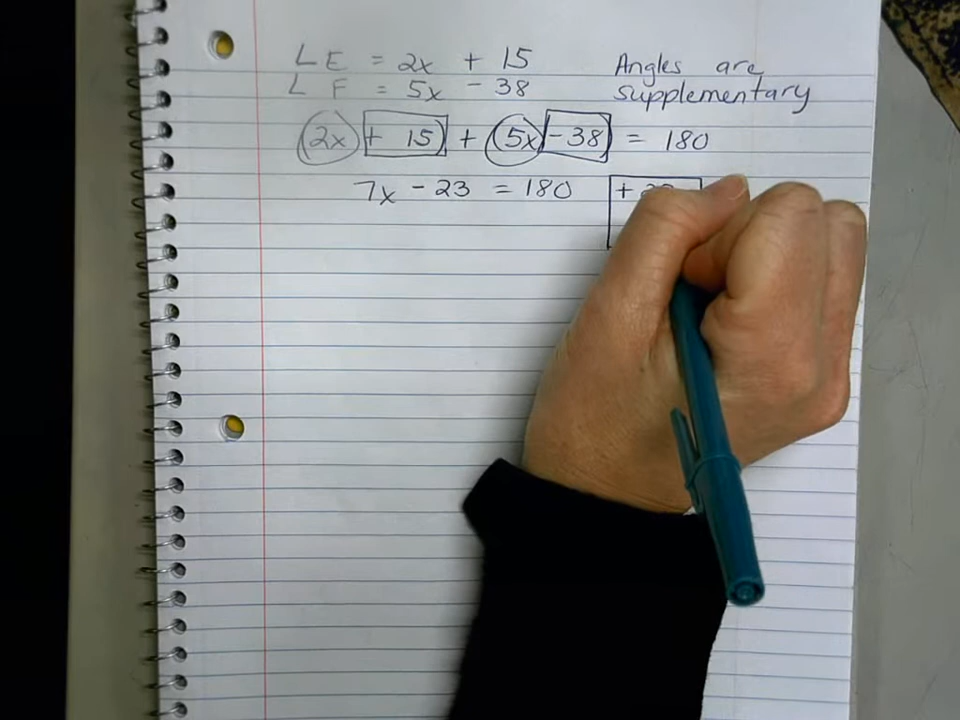 ∠ E = 2x + 15 Angles are
∠ F = 5x - 38 supplementary
2x + 15 + 5x - 38 = 180
7x - 23 = 180 +